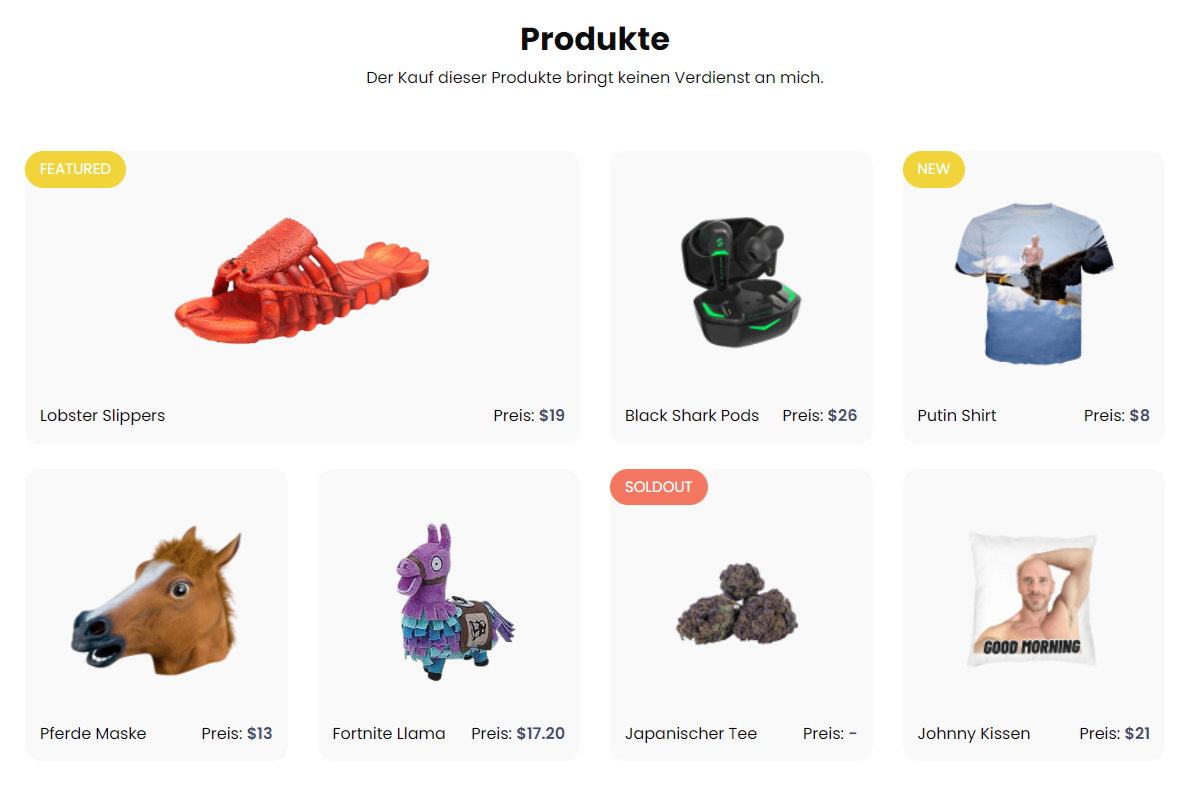 Produkte
Der Kauf dieser Produkte bringt keinen Verdienst an mich.
FEATURED
Lobster Slippers Preis: $19
Black Shark Pods Preis: $26
NEW
Putin Shirt Preis: $8
Pferde Maske Preis: $13
Fortnite Llama Preis: $17.20
SOLDOUT
Japanischer Tee Preis: -
GOOD MORNING
Johnny Kissen Preis: $21